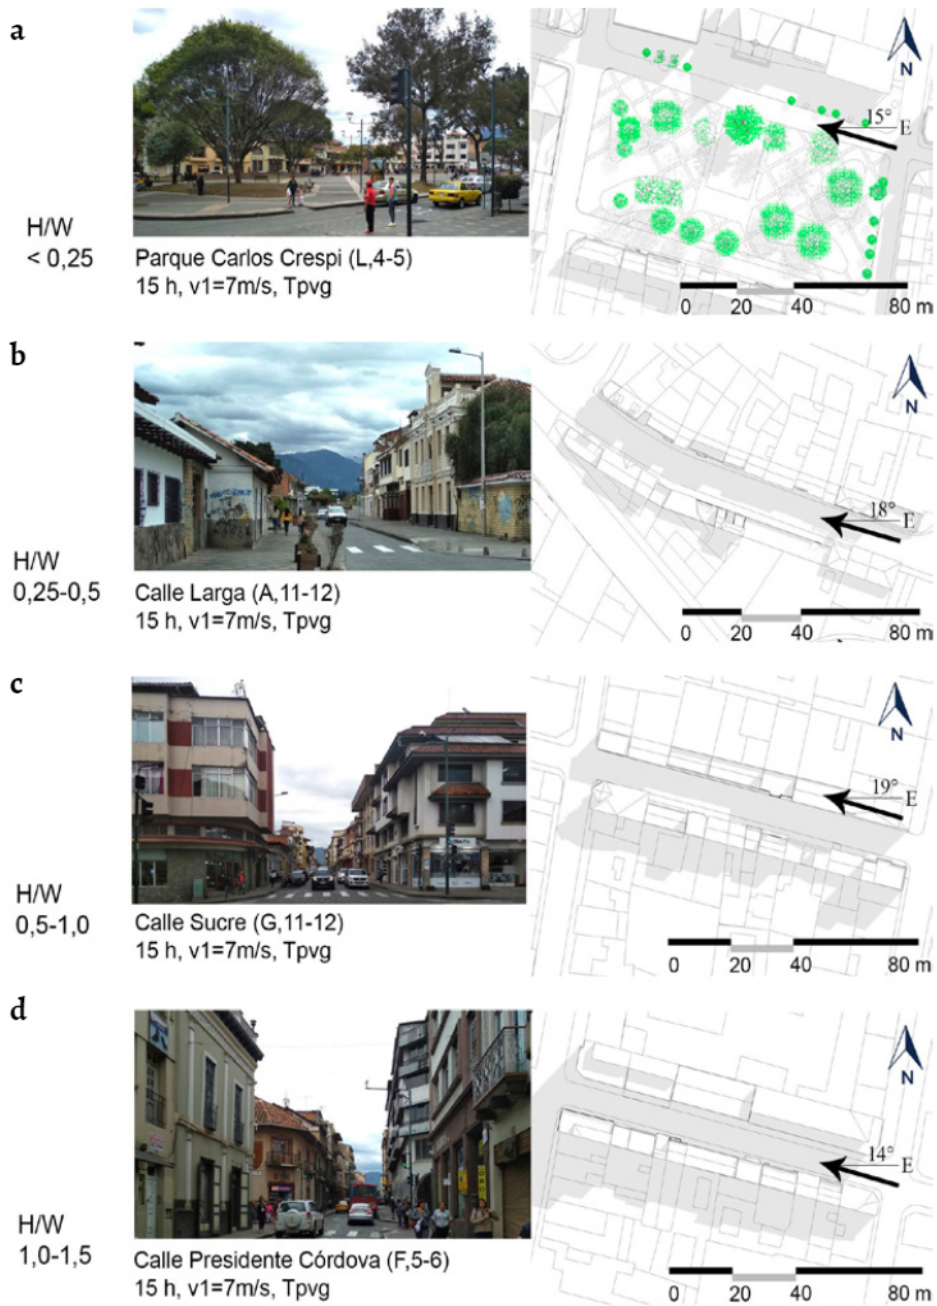 a
H/W
< 0,25
Parque Carlos Crespi (L,4-5)
15 h, v1=7m/s, Tpvg
15°
E
N
0 20 40 80 m
b
H/W
0,25-0,5
Calle Larga (A,11-12)
15 h, v1=7m/s, Tpvg
N
18°
E
0 20 40 80 m
c
H/W
0,5-1,0
Calle Sucre (G,11-12)
15 h, v1=7m/s, Tpvg
N
19°
E
0 20 40 80 m
d
H/W
1,0-1,5
Calle Presidente Córdova (F,5-6)
15 h, v1=7m/s, Tpvg
N
14°
E
0 20 40 80 m